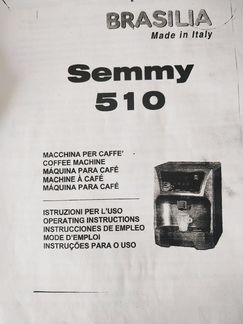 BRASILIA
Made in Italy
Semmy
510
MACCHINA PER CAFFE'
COFFEE MACHINE
MÁQUINA PARA CAFÉ
MACHINE À CAFÉ
MÁQUINA PARA CAFÉ
ISTRUZIONI PER L'USO
OPERATING INSTRUCTIONS
INSTRUCCIONES DE EMPLEO
MODE D'EMPLOI
INSTRUÇÕES PARA O USO